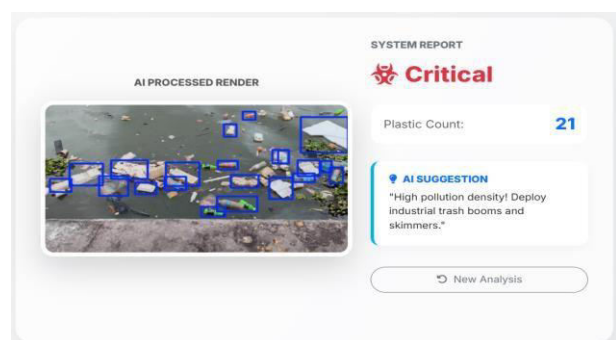 SYSTEM REPORT
Critical
AI PROCESSED RENDER
Plastic Count: 21
AI SUGGESTION
"High pollution density! Deploy
industrial trash booms and
skimmers."
New Analysis